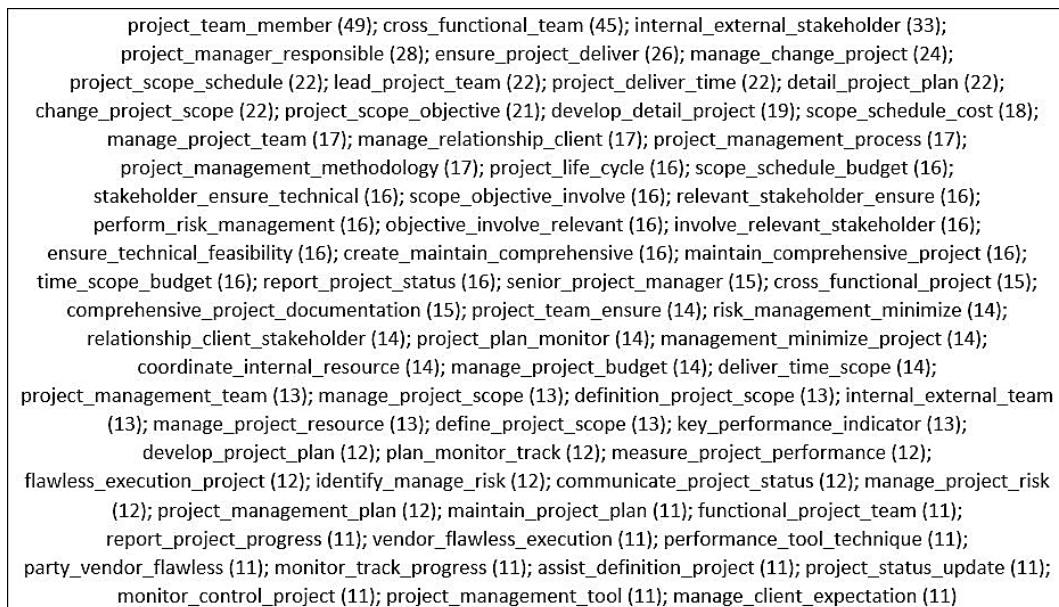 project_team_member (49); cross_functional_team (45); internal_external_stakeholder (33);
project_manager_responsible (28); ensure_project_deliver (26); manage_change_project (24);
project_scope_schedule (22); lead_project_team (22); project_deliver_time (22); detail_project_plan (22);
change_project_scope (22); project_scope_objective (21); develop_detail_project (19); scope_schedule_cost (18);
manage_project_team (17); manage_relationship_client (17); project_management_process (17);
project_management_methodology (17); project_life_cycle (16); scope_schedule_budget (16);
stakeholder_ensure_technical (16); scope_objective_involve (16); relevant_stakeholder_ensure (16);
perform_risk_management (16); objective_involve_relevant (16); involve_relevant_stakeholder (16);
ensure_technical_feasibility (16); create_maintain_comprehensive (16); maintain_comprehensive_project (16);
time_scope_budget (16); report_project_status (16); senior_project_manager (15); cross_functional_project (15);
comprehensive_project_documentation (15); project_team_ensure (14); risk_management_minimize (14);
relationship_client_stakeholder (14); project_plan_monitor (14); management_minimize_project (14);
coordinate_internal_resource (14); manage_project_budget (14); deliver_time_scope (14);
project_management_team (13); manage_project_scope (13); definition_project_scope (13); internal_external_team
(13); manage_project_resource (13); define_project_scope (13); key_performance_indicator (13);
develop_project_plan (12); plan_monitor_track (12); measure_project_performance (12);
flawless_execution_project (12); identify_manage_risk (12); communicate_project_status (12); manage_project_risk
(12); project_management_plan (12); maintain_project_plan (11); functional_project_team (11);
report_project_progress (11); vendor_flawless_execution (11); performance_tool_technique (11);
party_vendor_flawless (11); monitor_track_progress (11); assist_definition_project (11); project_status_update (11);
monitor_control_project (11); project_management_tool (11); manage_client_expectation (11)